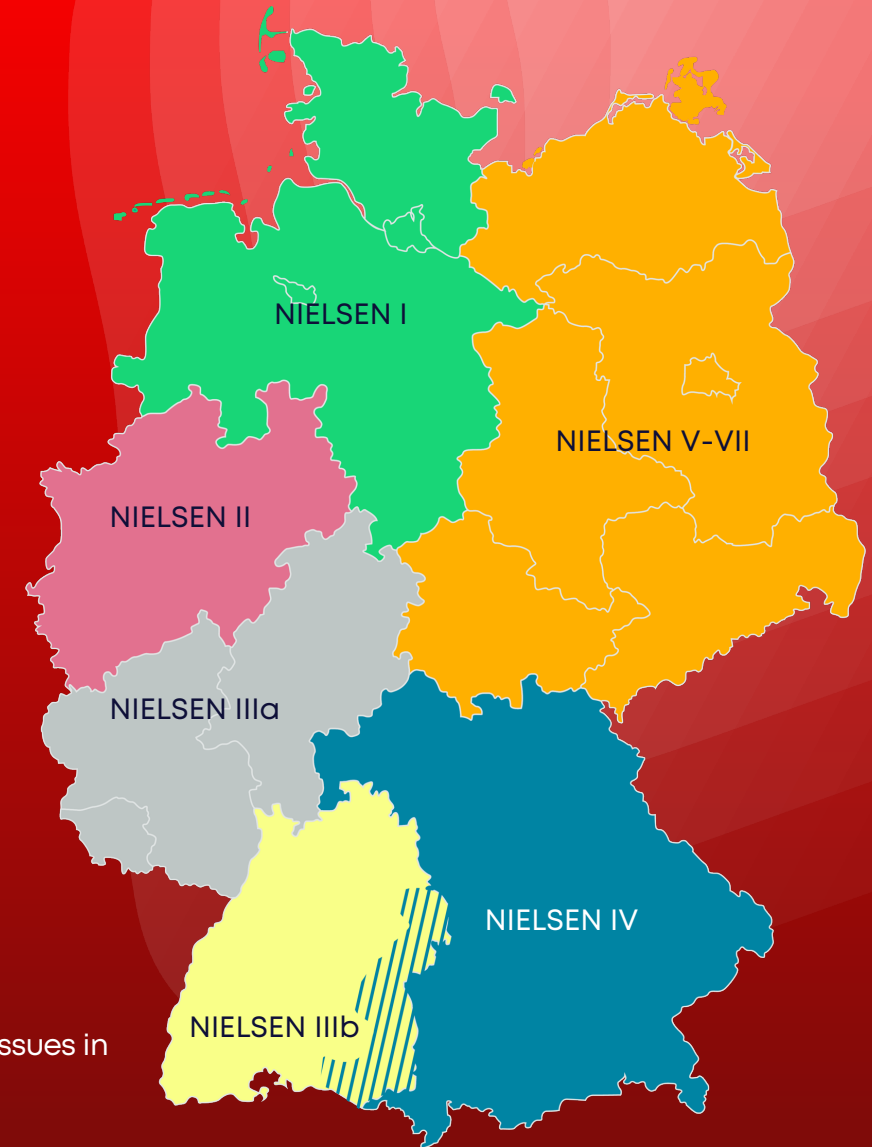 NIELSEN I
NIELSEN V-VII
NIELSEN II
NIELSEN IIIa
NIELSEN IV
NIELSEN IIIb
ssues in